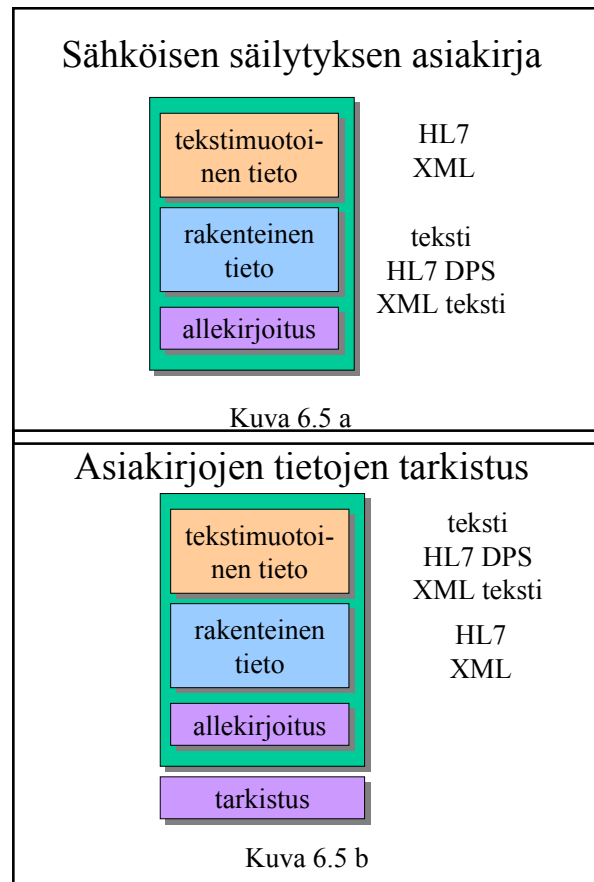 Sähköisen säilytyksen asiakirja
tekstimuotoi-
nen tieto
HL7
XML
rakenteinen
tieto
teksti
HL7 DPS
XML teksti
allekirjoitus
Kuva 6.5 a
Asiakirjojen tietojen tarkistus
tekstimuotoi-
nen tieto
teksti
HL7 DPS
XML teksti
rakenteinen
tieto
HL7
XML
allekirjoitus
tarkistus
Kuva 6.5 b